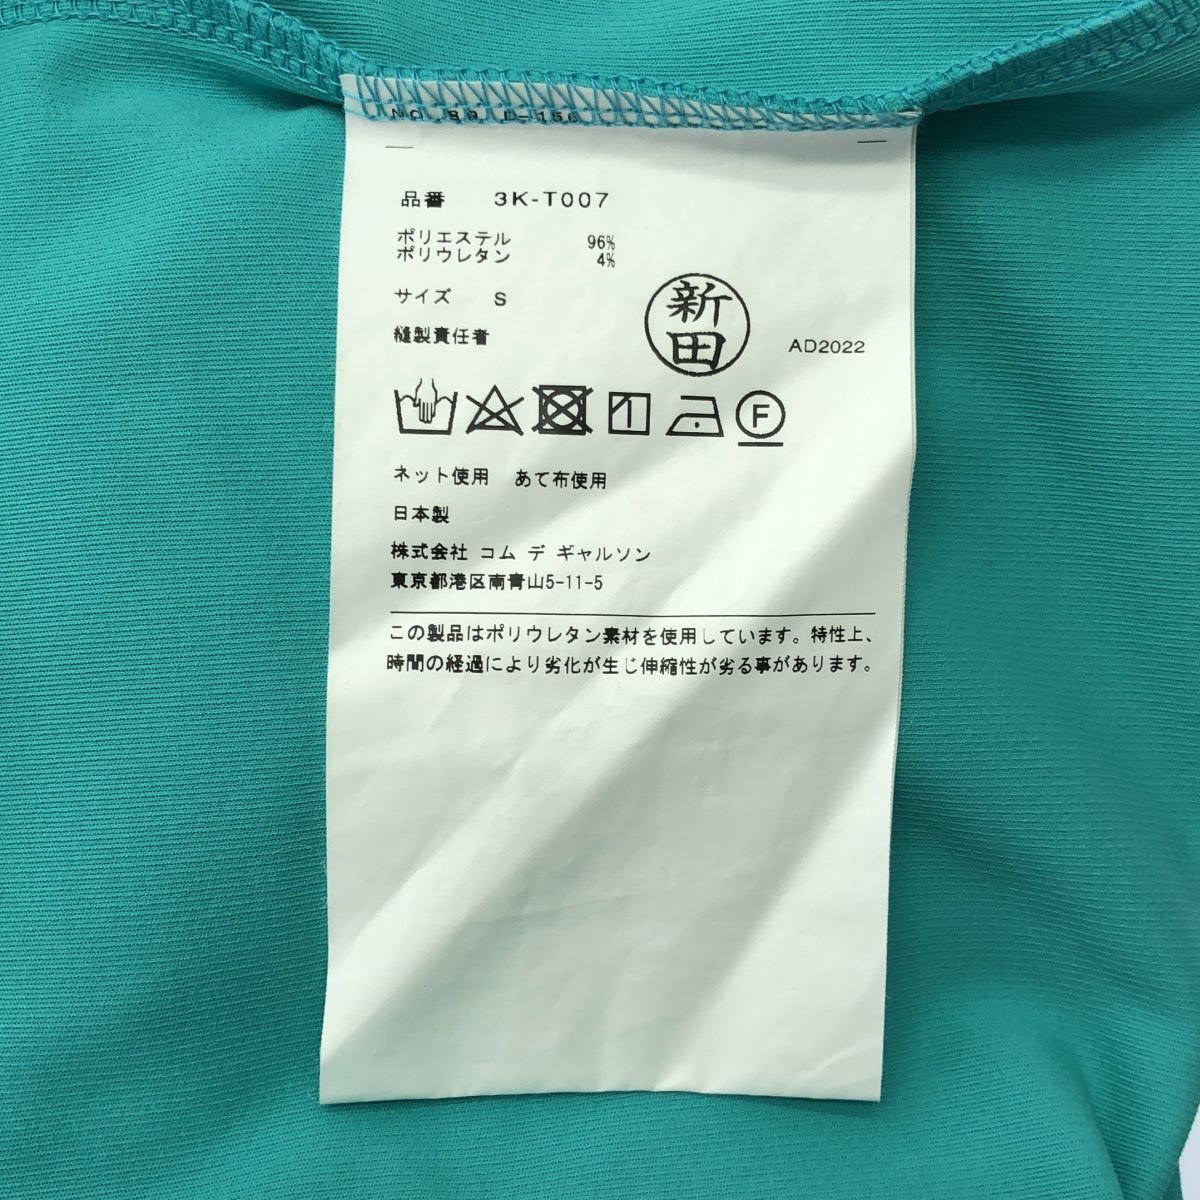 品番 3K-T007
ポリエステル 96%
ポリウレタン 4%
サイズ S
縫製責任者 新田 AD2022
F
ネット使用 あて布使用
日本製
株式会社 コム デ ギャルソン
東京都港区南青山5-11-5
この製品はポリウレタン素材を使用しています。特性上、
時間の経過により劣化が生じ伸縮性が劣る事があります。